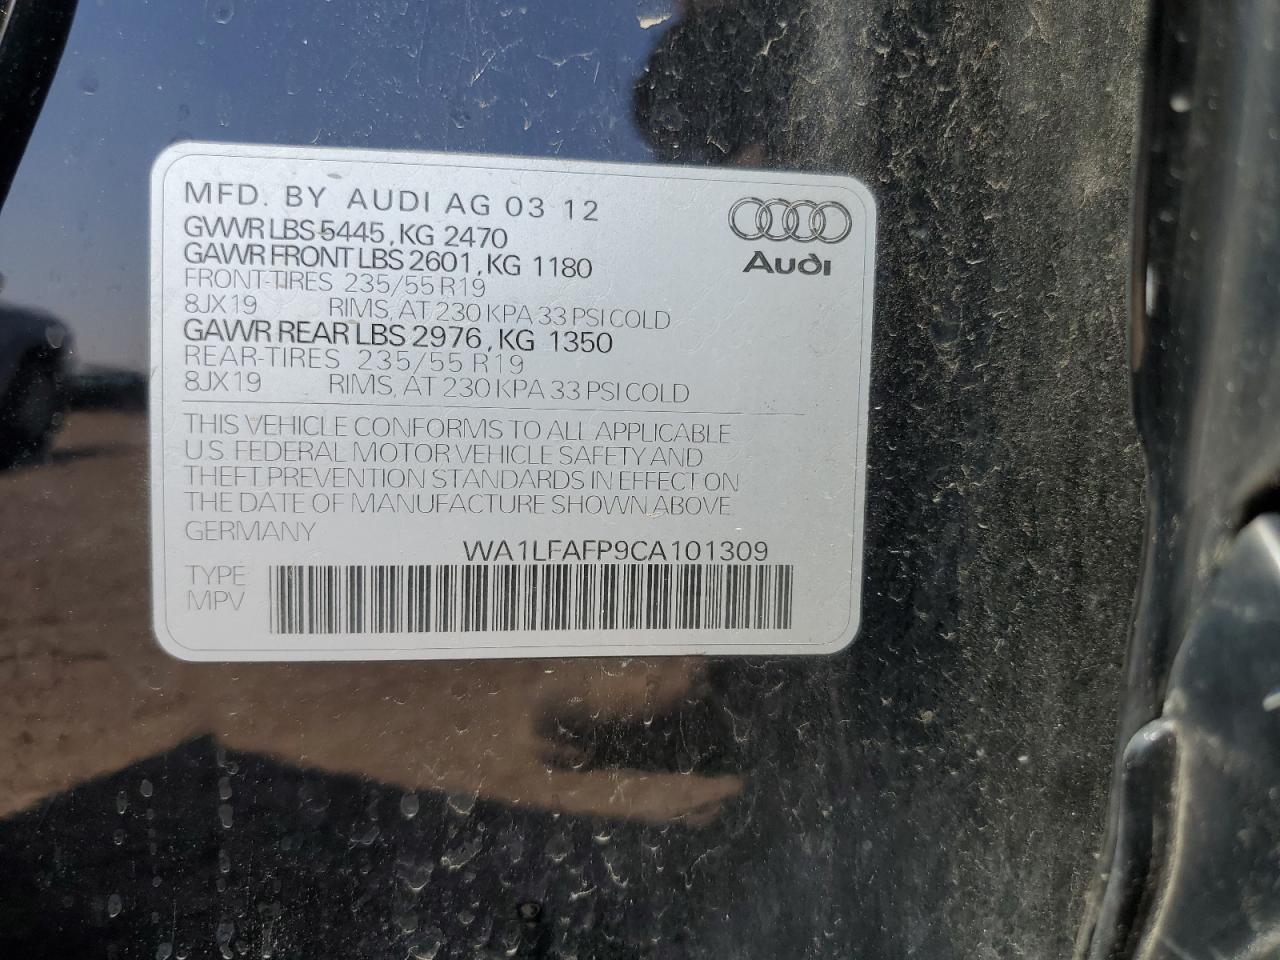 MFD. BY AUDI AG 03 12
GVWR LBS 5445, KG 2470
GAWR FRONT LBS 2601, KG 1180
FRONT-TIRES 235/55 R19
8JX19 RIMS, AT 230 KPA 33 PSI COLD
GAWR REAR LBS 2976, KG 1350
REAR-TIRES 235/55 R19
8JX19 RIMS, AT 230 KPA 33 PSI COLD
Audi
THIS VEHICLE CONFORMS TO ALL APPLICABLE
U.S. FEDERAL MOTOR VEHICLE SAFETY AND
THEFT PREVENTION STANDARDS IN EFFECT ON
THE DATE OF MANUFACTURE SHOWN ABOVE
GERMANY
WA1LFAFP9CA101309
TYPE
MPV